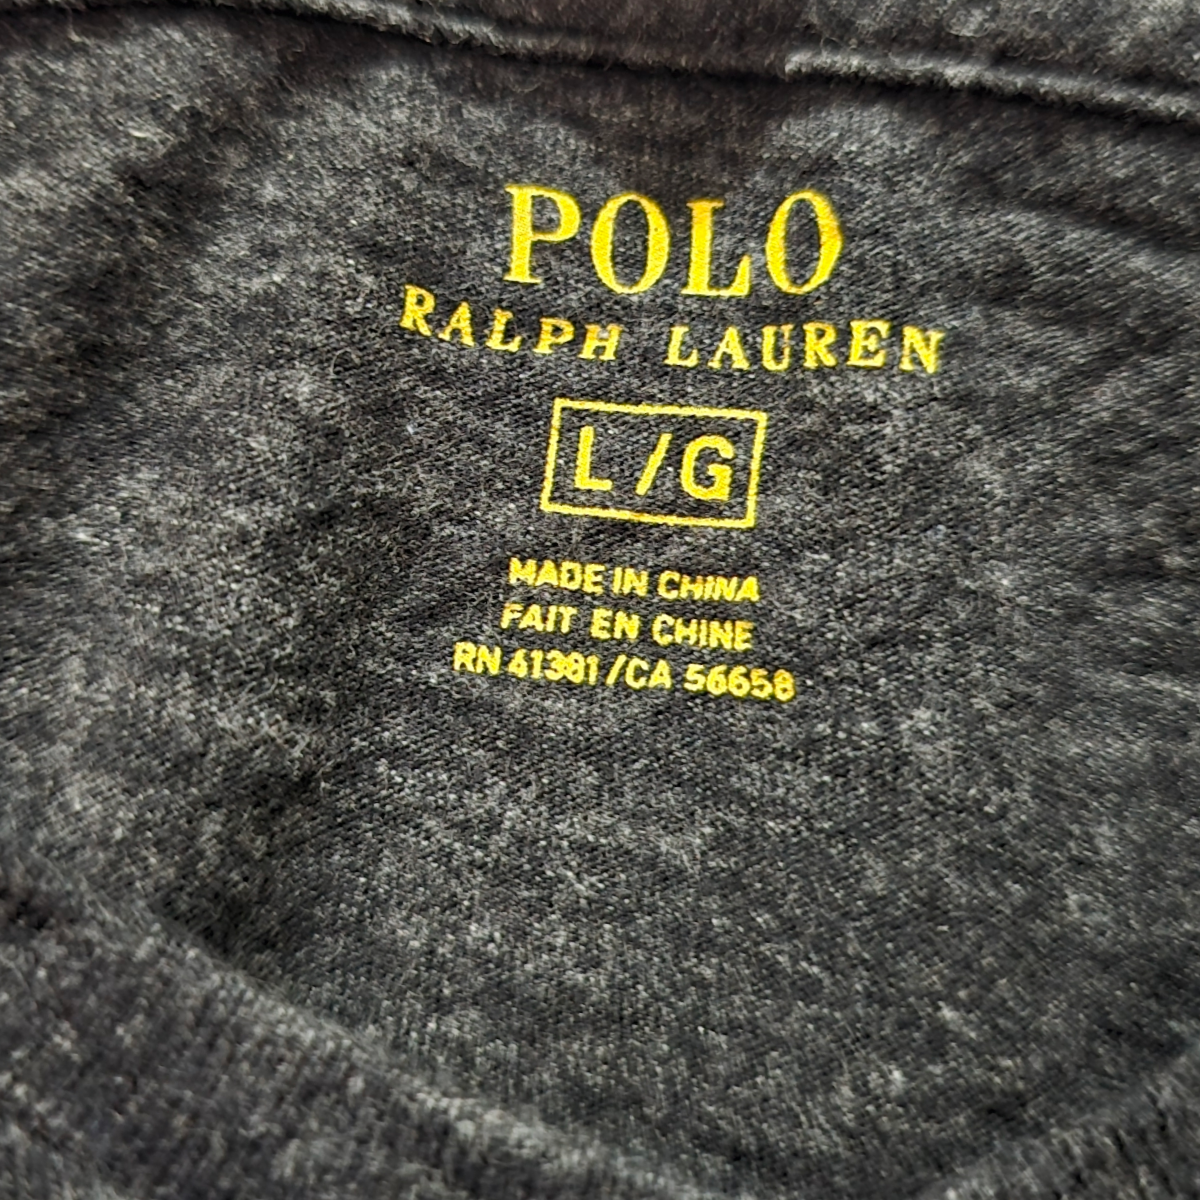 POLO
RALPH LAUREN
L/G
MADE IN CHINA
FAIT EN CHINE
RN 41381/CA 56658